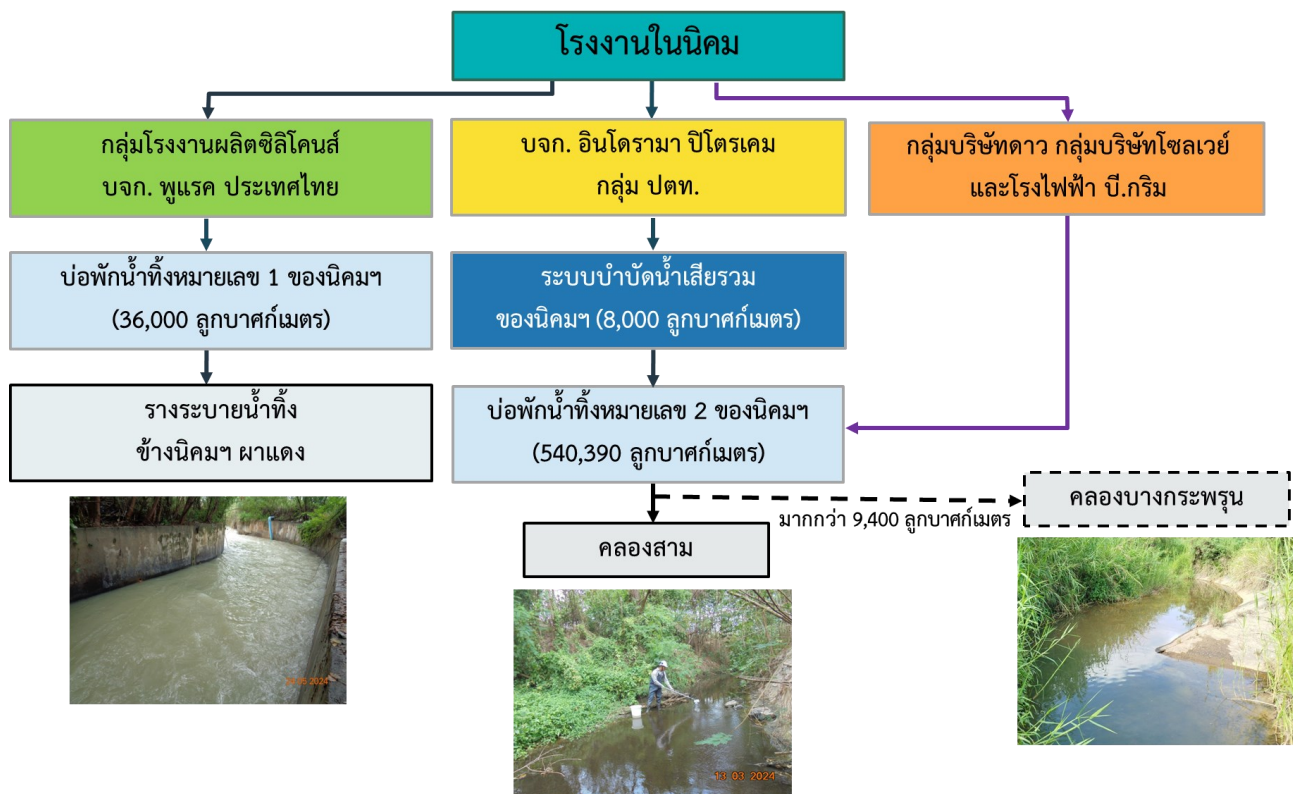 โรงงานในนิคม
กลุ่มโรงงานผลิตซิลิโคนส์
บจก. พูแรค ประเทศไทย
บจก. อินโดรามา ปิโตรเคม
กลุ่ม ปตท.
กลุ่มบริษัทดาว กลุ่มบริษัทโซลเวย์
และโรงไฟฟ้า บี.กริม
บ่อพักน้ำทิ้งหมายเลข 1 ของนิคมฯ
(36,000 ลูกบาศก์เมตร)
ระบบบำบัดน้ำเสียรวม
ของนิคมฯ (8,000 ลูกบาศก์เมตร)
รางระบายน้ำทิ้ง
ข้างนิคมฯ ผาแดง
บ่อพักน้ำทิ้งหมายเลข 2 ของนิคมฯ
(540,390 ลูกบาศก์เมตร)
มากกว่า 9,400 ลูกบาศก์เมตร
คลองบางกระพรุน
คลองสาม
2024
13 03 2024